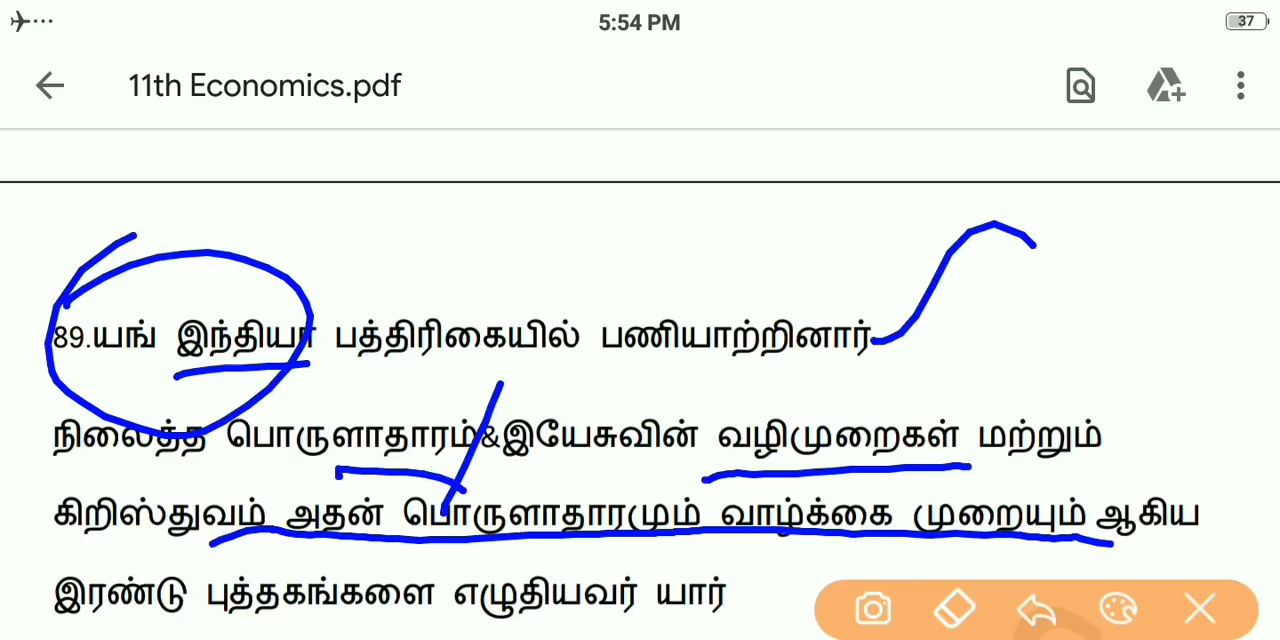 5:54 PM
37
11th Economics.pdf
89.யங் இந்தியா பத்திரிகையில் பணியாற்றினார்
நிலைத்த பொருளாதாரம்&இயேசுவின் வழிமுறைகள் மற்றும்
கிறிஸ்துவம் அதன் பொருளாதாரமும் வாழ்க்கை முறையும் ஆகிய
இரண்டு புத்தகங்களை எழுதியவர் யார்